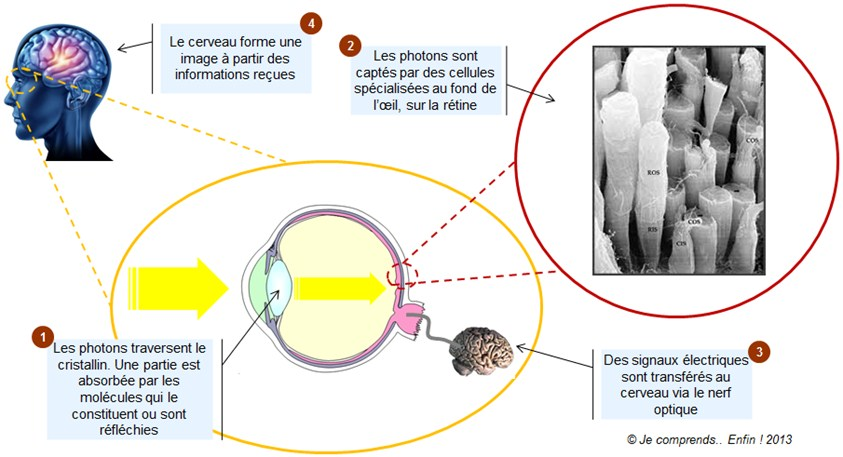 1
Les photons traversent le
cristallin. Une partie est
absorbée par les
molécules qui le
constituent ou sont
réfléchies
2
Les photons sont
captés par des cellules
spécialisées au fond de
l'œil, sur la rétine
COS
ROS
COS
RIS
CIS
3
Des signaux électriques
sont transférés au
cerveau via le nerf
optique
4
Le cerveau forme une
image à partir des
informations reçues
© Je comprends.. Enfin ! 2013